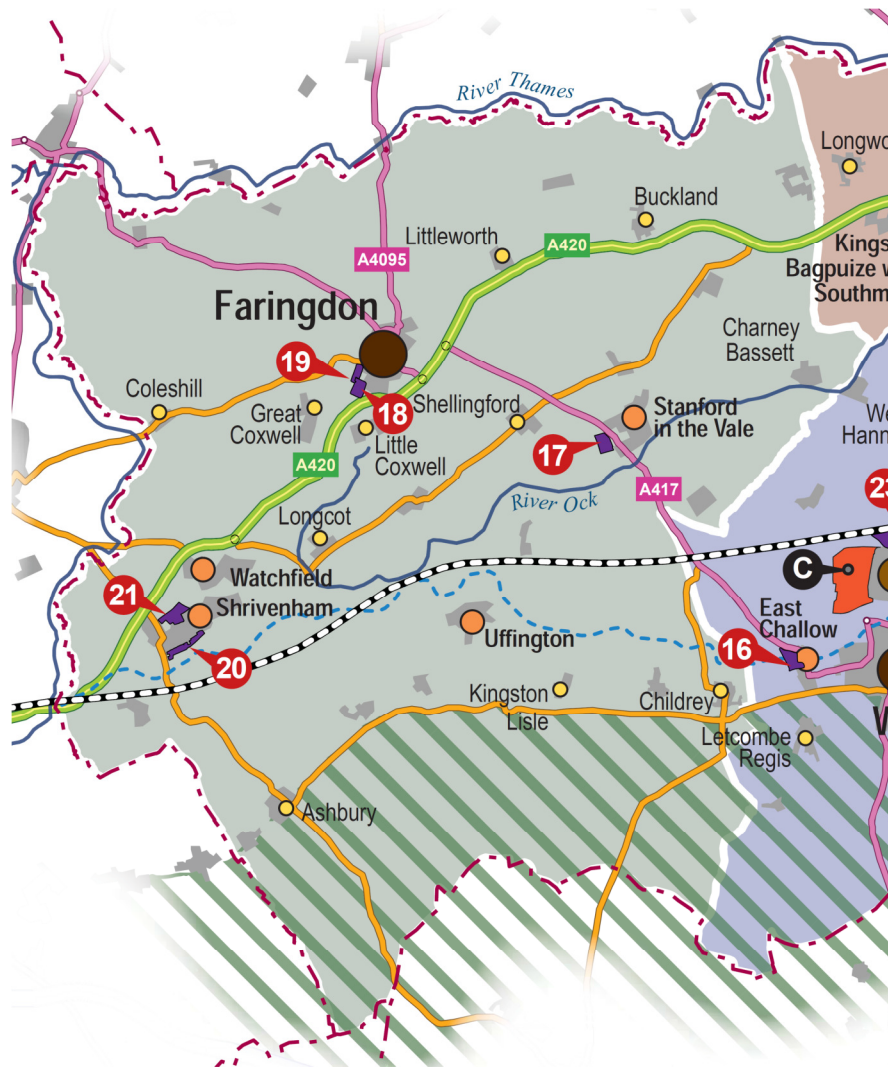 River Thames
Longwo
Buckland
Littleworth
A420
A4095
Kings
Bagpuize w
Southm
Faringdon
Charney
Bassett
19
Coleshill
18
Shellingford
Great
Coxwell
Stanford
in the Vale
We
Hann
Little
Coxwell
17
A420
A417
23
River Ock
Longcot
C
Watchfield
21
Shrivenham
East
Challow
Uffington
16
20
Kingston
Lisle
Childrey
Letcombe
Regis
W
Ashbury